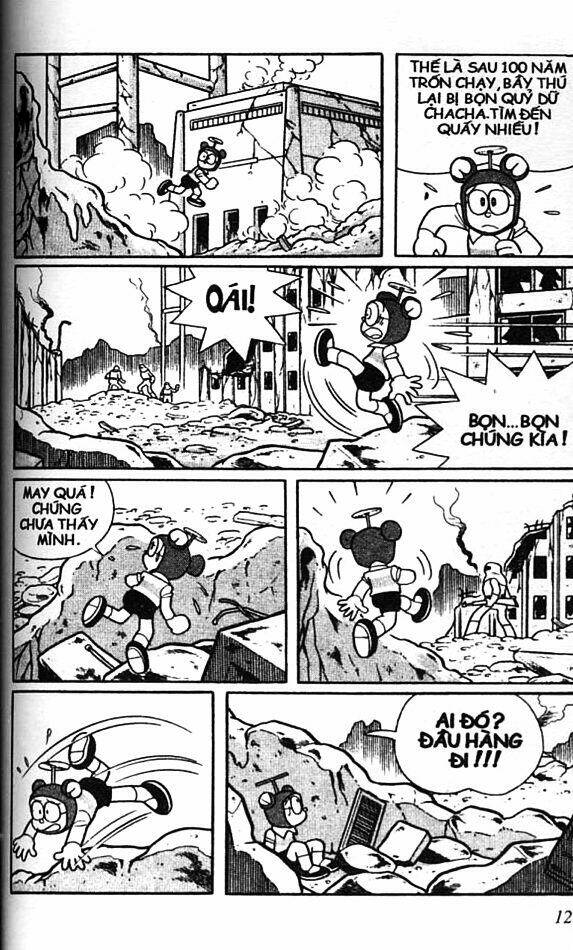 THẾ LÀ SAU 100 NĂM
TRỐN CHẠY, BẦY THÚ
LẠI BỊ BỌN QUỶ DỮ
CHACHA.TÌM ĐẾN
QUẤY NHIỄU!
QÁI!
BỌN...BỌN
CHÚNG KÌA!
MAY QUÁ!
CHÚNG
CHƯA THẤY
MÌNH.
AI ĐÓ?
ĐẦU HÀNG
ĐI!!!
12